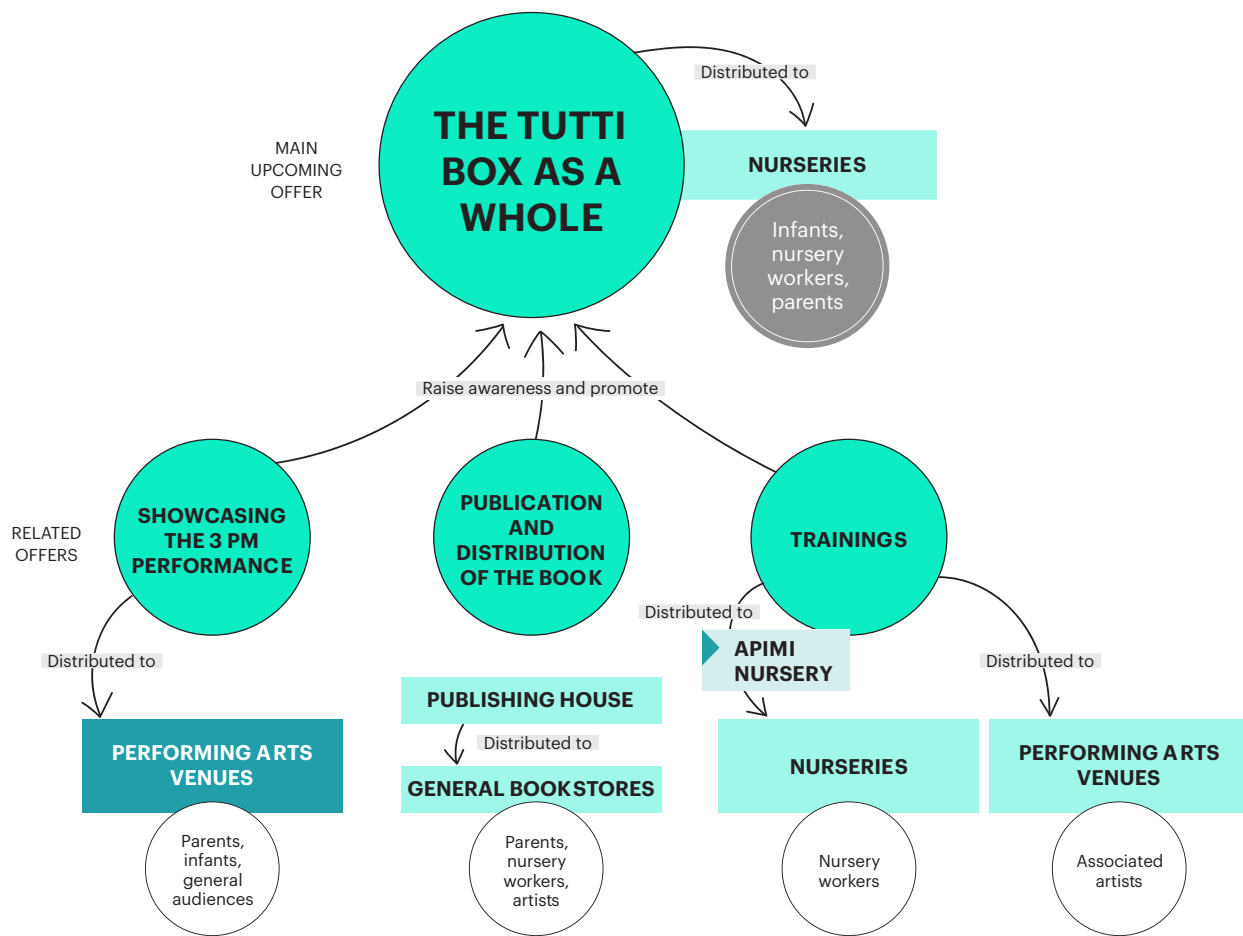 Distributed to
MAIN
UPCOMING
OFFER
THE TUTTI
BOX AS A
WHOLE
NURSERIES
Infants,
nursery
workers,
parents
Raise awareness and promote
RELATED
OFFERS
SHOWCASING
THE 3 PM
PERFORMANCE
PUBLICATION
AND
DISTRIBUTION
OF THE BOOK
TRAININGS
Distributed to
PERFORMING ARTS
VENUES
Parents,
infants,
general
audiences
PUBLISHING HOUSE
Distributed to
GENERAL BOOKSTORES
Parents,
nursery
workers,
artists
Distributed to
APIMI
NURSERY
NURSERIES
Nursery
workers
Distributed to
PERFORMING ARTS
VENUES
Associated
artists